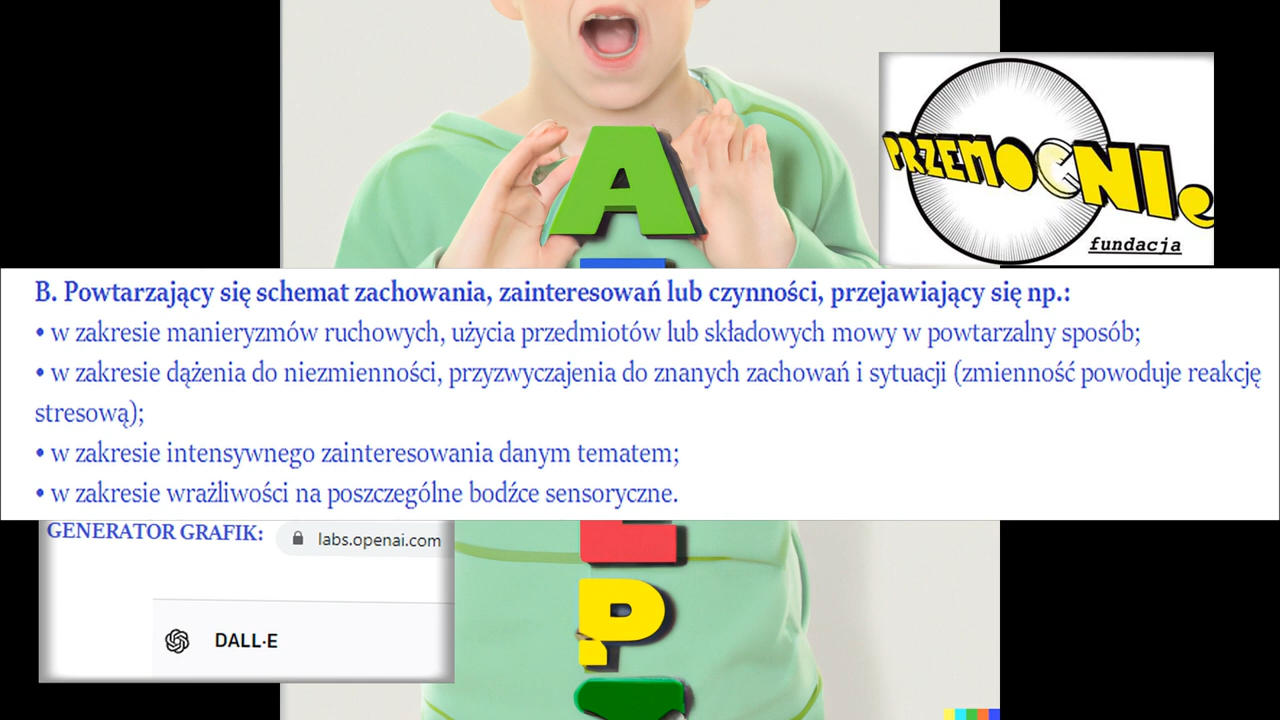 A
PRZEMOCNI.
fundacja
B. Powtarzający się schemat zachowania, zainteresowań lub czynności, przejawiający się np.:
• w zakresie manieryzmów ruchowych, użycia przedmiotów lub składowych mowy w powtarzalny sposób;
• w zakresie dążenia do niezmienności, przyzwyczajenia do znanych zachowań i sytuacji (zmienność powoduje reakcję
stresową);
• w zakresie intensywnego zainteresowania danym tematem;
• w zakresie wrażliwości na poszczególne bodźce sensoryczne.
GENERATOR GRAFIK:
labs.openai.com
DALL·E
P